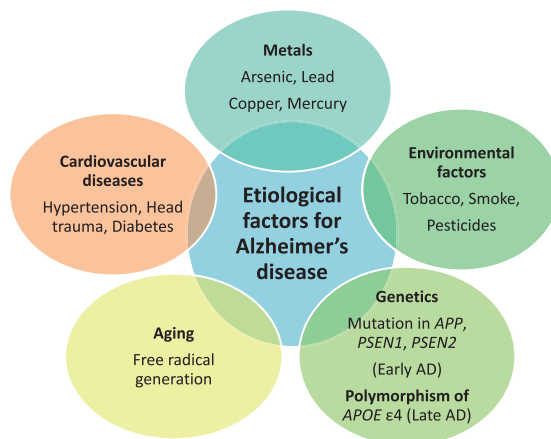 Metals
Arsenic, Lead
Copper, Mercury
Cardiovascular
diseases
Hypertension, Head
trauma, Diabetes
Etiological
factors for
Alzheimer's
disease
Environmental
factors
Tobacco, Smoke,
Pesticides
Aging
Free radical
generation
Genetics
Mutation in APP,
PSEN1, PSEN2
(Early AD)
Polymorphism of
APOE ε4 (Late AD)